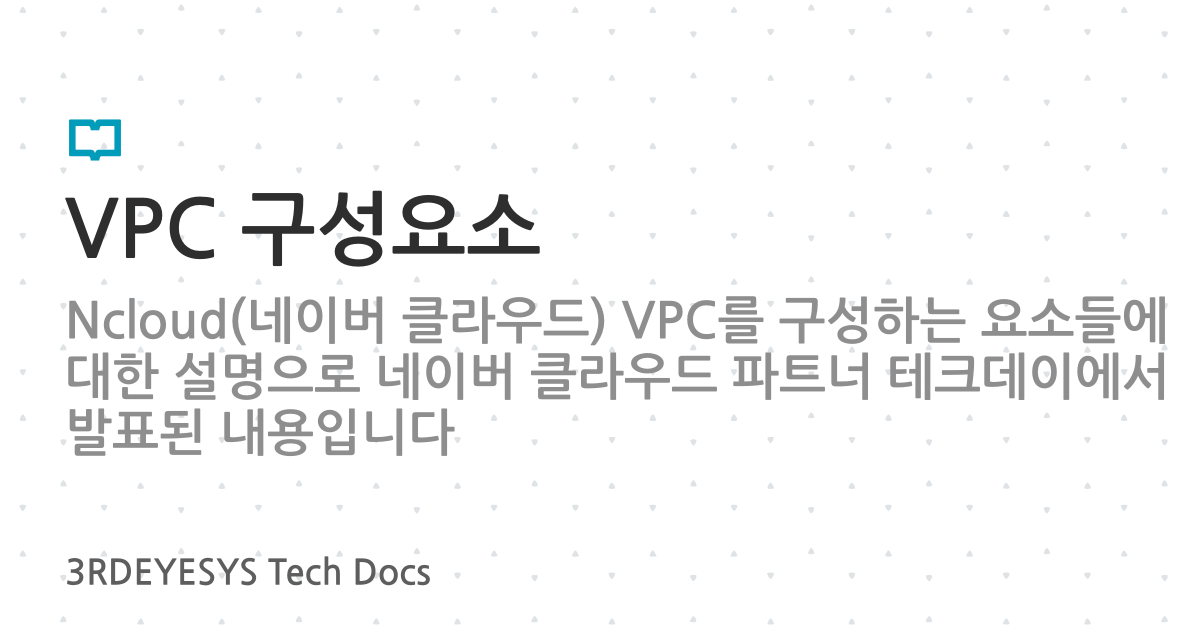 VPC 구성요소
Ncloud(네이버 클라우드) VPC를 구성하는 요소들에
대한 설명으로 네이버 클라우드 파트너 테크데이에서
발표된 내용입니다
3RDEYESYS Tech Docs